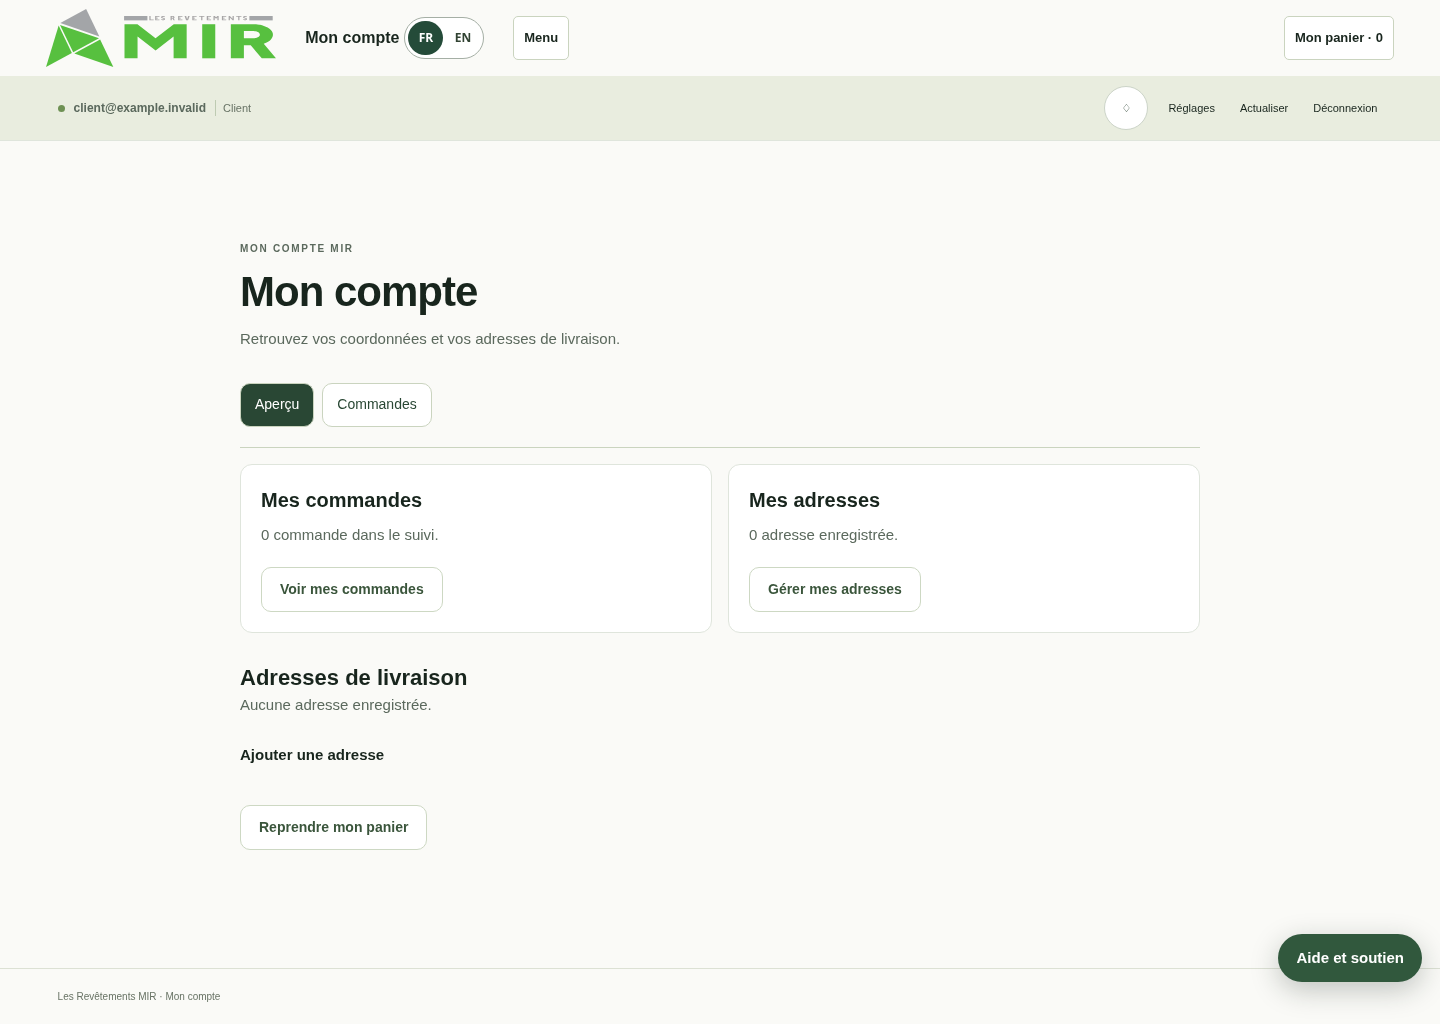 LES REVÊTEMENTS
MIR
Mon compte
FR EN
Menu
Mon panier · 0
client@example.invalid
Client
Réglages
Actualiser
Déconnexion
MON COMPTE MIR
Mon compte
Retrouvez vos coordonnées et vos adresses de livraison.
Aperçu
Commandes
Mes commandes
0 commande dans le suivi.
Voir mes commandes
Mes adresses
0 adresse enregistrée.
Gérer mes adresses
Adresses de livraison
Aucune adresse enregistrée.
Ajouter une adresse
Reprendre mon panier
Aide et soutien
Les Revêtements MIR · Mon compte